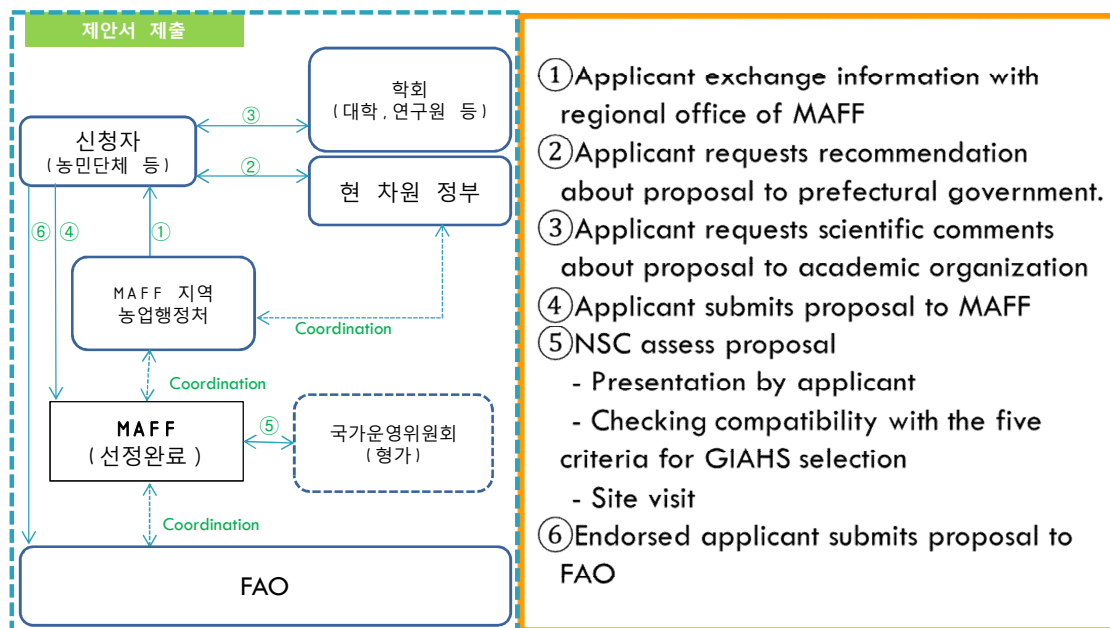 제안서 제출
학회
(대학,연구원 등)
③
신청자
(농민단체 등)
②
현 차원 정부
⑥
④
①
MAFF 지역
농업행정처
Coordination
Coordination
MAFF
(선정완료)
⑤
국가운영위원회
(형가)
Coordination
FAO
①Applicant exchange information with
regional office of MAFF
②Applicant requests recommendation
about proposal to prefectural government.
③Applicant requests scientific comments
about proposal to academic organization
④Applicant submits proposal to MAFF
⑤NSC assess proposal
- Presentation by applicant
- Checking compatibility with the five
criteria for GIAHS selection
- Site visit
⑥Endorsed applicant submits proposal to
FAO